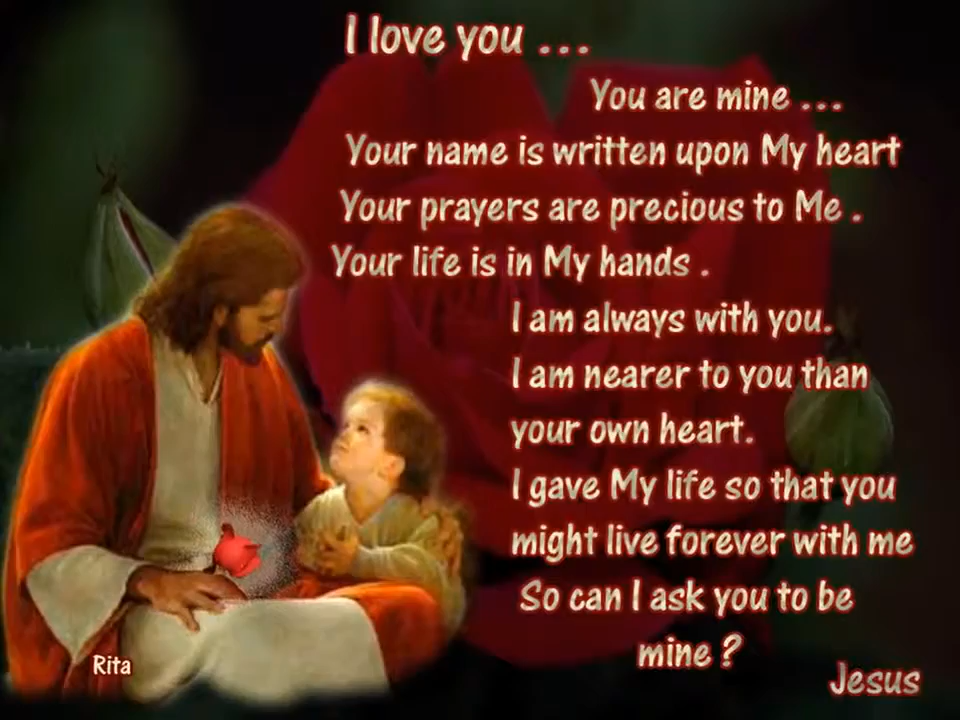 I love you ...
You are mine ...
Your name is written upon My heart
Your prayers are precious to Me .
Your life is in My hands .
I am always with you.
I am nearer to you than
your own heart.
I gave My life so that you
might live forever with me
So can I ask you to be
mine ?
Jesus
Rita